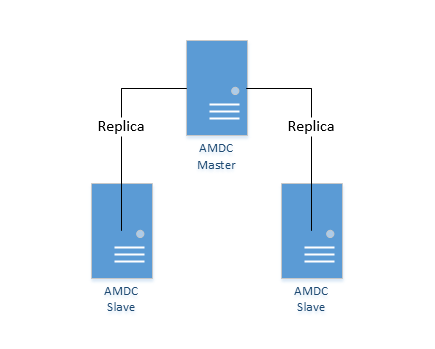 Replica
Replica
AMDC
Master
AMDC
Slave
AMDC
Slave